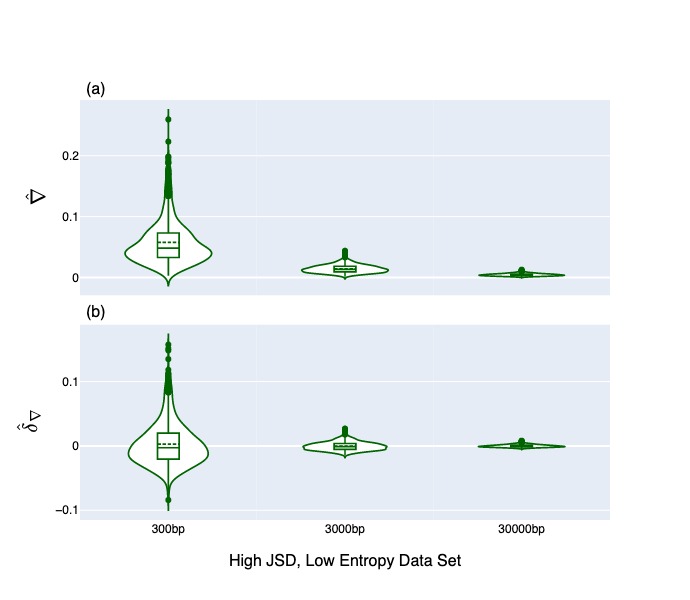 (a)
0.2
0.1
0
∇̂
(b)
0.1
0
−0.1
δ̂∇
300bp 3000bp 30000bp
High JSD, Low Entropy Data Set